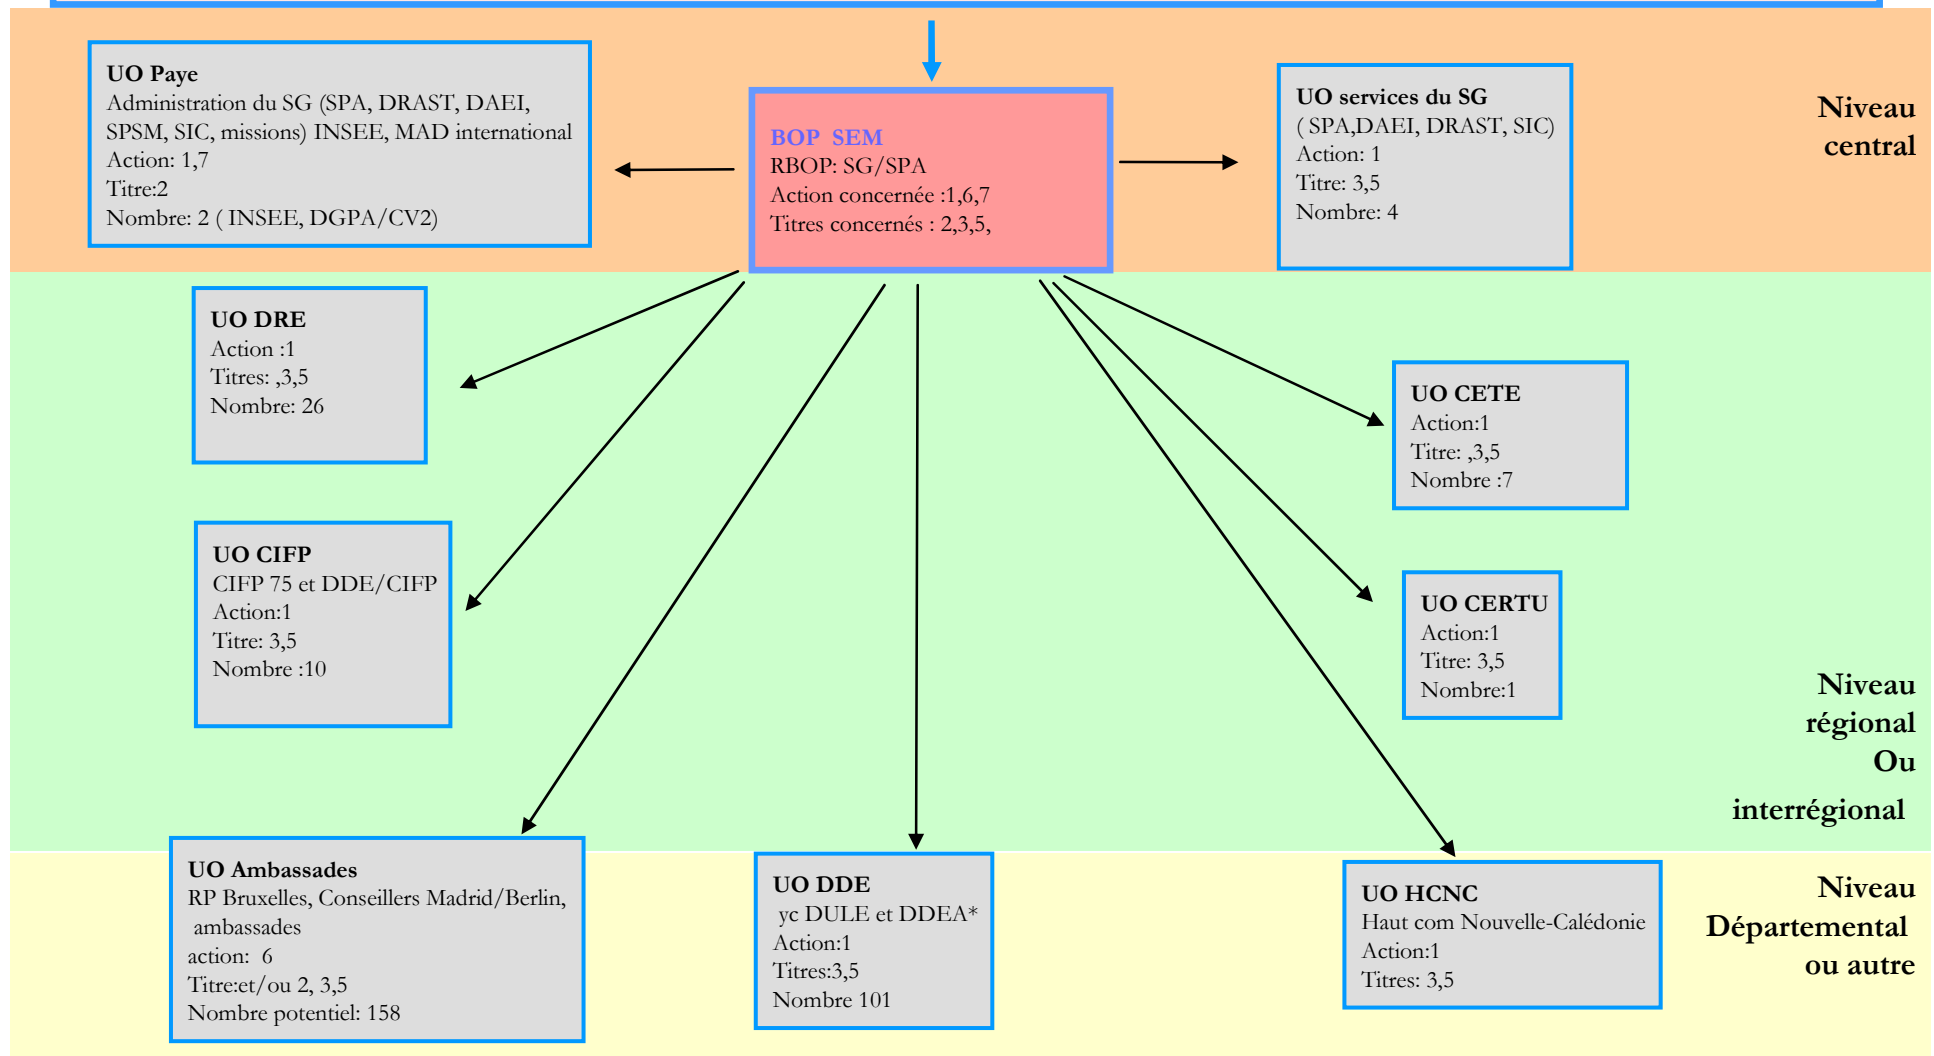 UO Paye
Administration du SG (SPA, DRAST, DAEI,
SPSM, SIC, missions) INSEE, MAD international
Action: 1,7
Titre:2
Nombre: 2 ( INSEE, DGPA/CV2)
BOP  SEM
RBOP: SG/SPA
Action concernée :1,6,7
Titres concernés : 2,3,5,
UO services du SG
( SPA,DAEI, DRAST, SIC)
Action: 1
Titre: 3,5
Nombre: 4
Niveau
central
UO DRE
Action :1
Titres: ,3,5
Nombre: 26
UO CETE
Action:1
Titre: ,3,5
Nombre :7
UO CIFP
CIFP 75 et DDE/CIFP
Action:1
Titre: 3,5
Nombre :10
UO CERTU
Action:1
Titre: 3,5
Nombre:1
Niveau
régional
Ou
interrégional
UO Ambassades
RP Bruxelles, Conseillers Madrid/Berlin,
ambassades
action:  6
Titre:et/ou 2, 3,5
Nombre potentiel: 158
UO DDE
yc DULE et DDEA*
Action:1
Titres:3,5
Nombre 101
UO HCNC
Haut com Nouvelle-Calédonie
Action:1
Titres: 3,5
Niveau
Départemental
ou autre